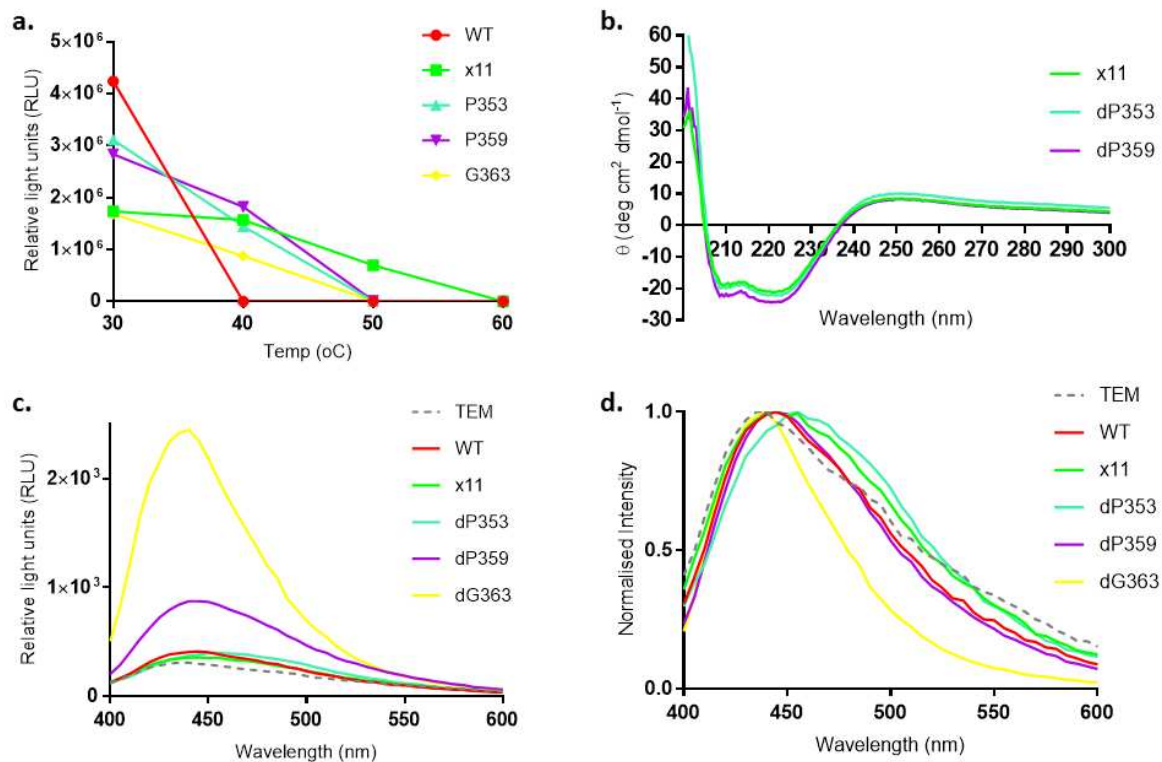 a.
5×10⁶
4×10⁶
3×10⁶
2×10⁶
1×10⁶
0
30
40
50
60
Relative light units (RLU)
Temp (oC)
WT
x11
P353
P359
G363
b.
60
50
40
30
20
10
0
-10
-20
-30
210 220 230 240 250 260 270 280 290 300
θ (deg cm² dmol⁻¹)
Wavelength (nm)
x11
dP353
dP359
c.
2×10³
1×10³
0
400
450
500
550
600
Relative light units (RLU)
Wavelength (nm)
TEM
WT
x11
dP353
dP359
dG363
d.
1.0
0.5
0.0
400
450
500
550
600
Normalised Intensity
Wavelength (nm)
TEM
WT
x11
dP353
dP359
dG363